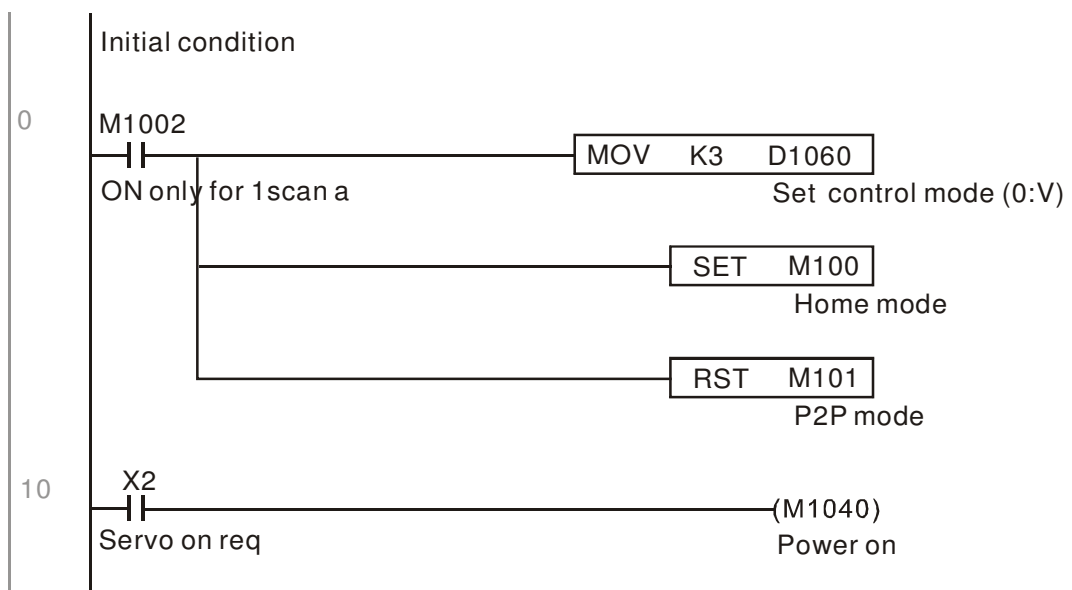 Initial condition
0
M1002
MOV K3 D1060
ON only for 1scan a
Set control mode (0:V)
SET M100
Home mode
RST M101
P2P mode
10
X2
(M1040)
Servo on req
Power on